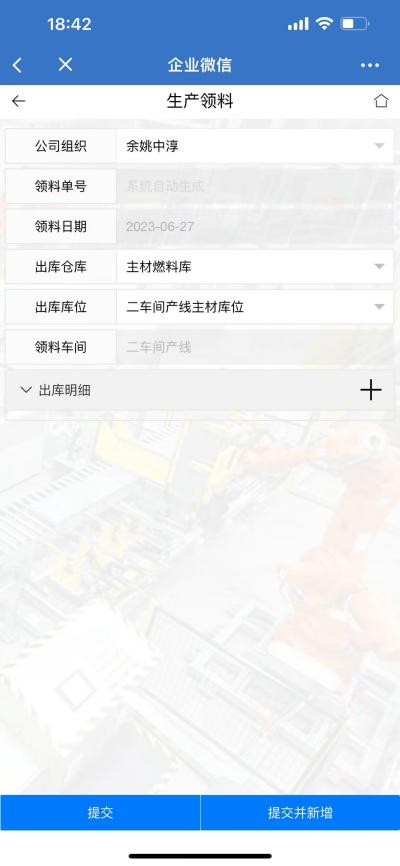 18:42
企业微信
生产领料
公司组织 余姚中淳
领料单号 系统自动生成
领料日期 2023-06-27
出库仓库 主材燃料库
出库库位 二车间产线主材库位
领料车间 二车间产线
出库明细
提交 提交并新增